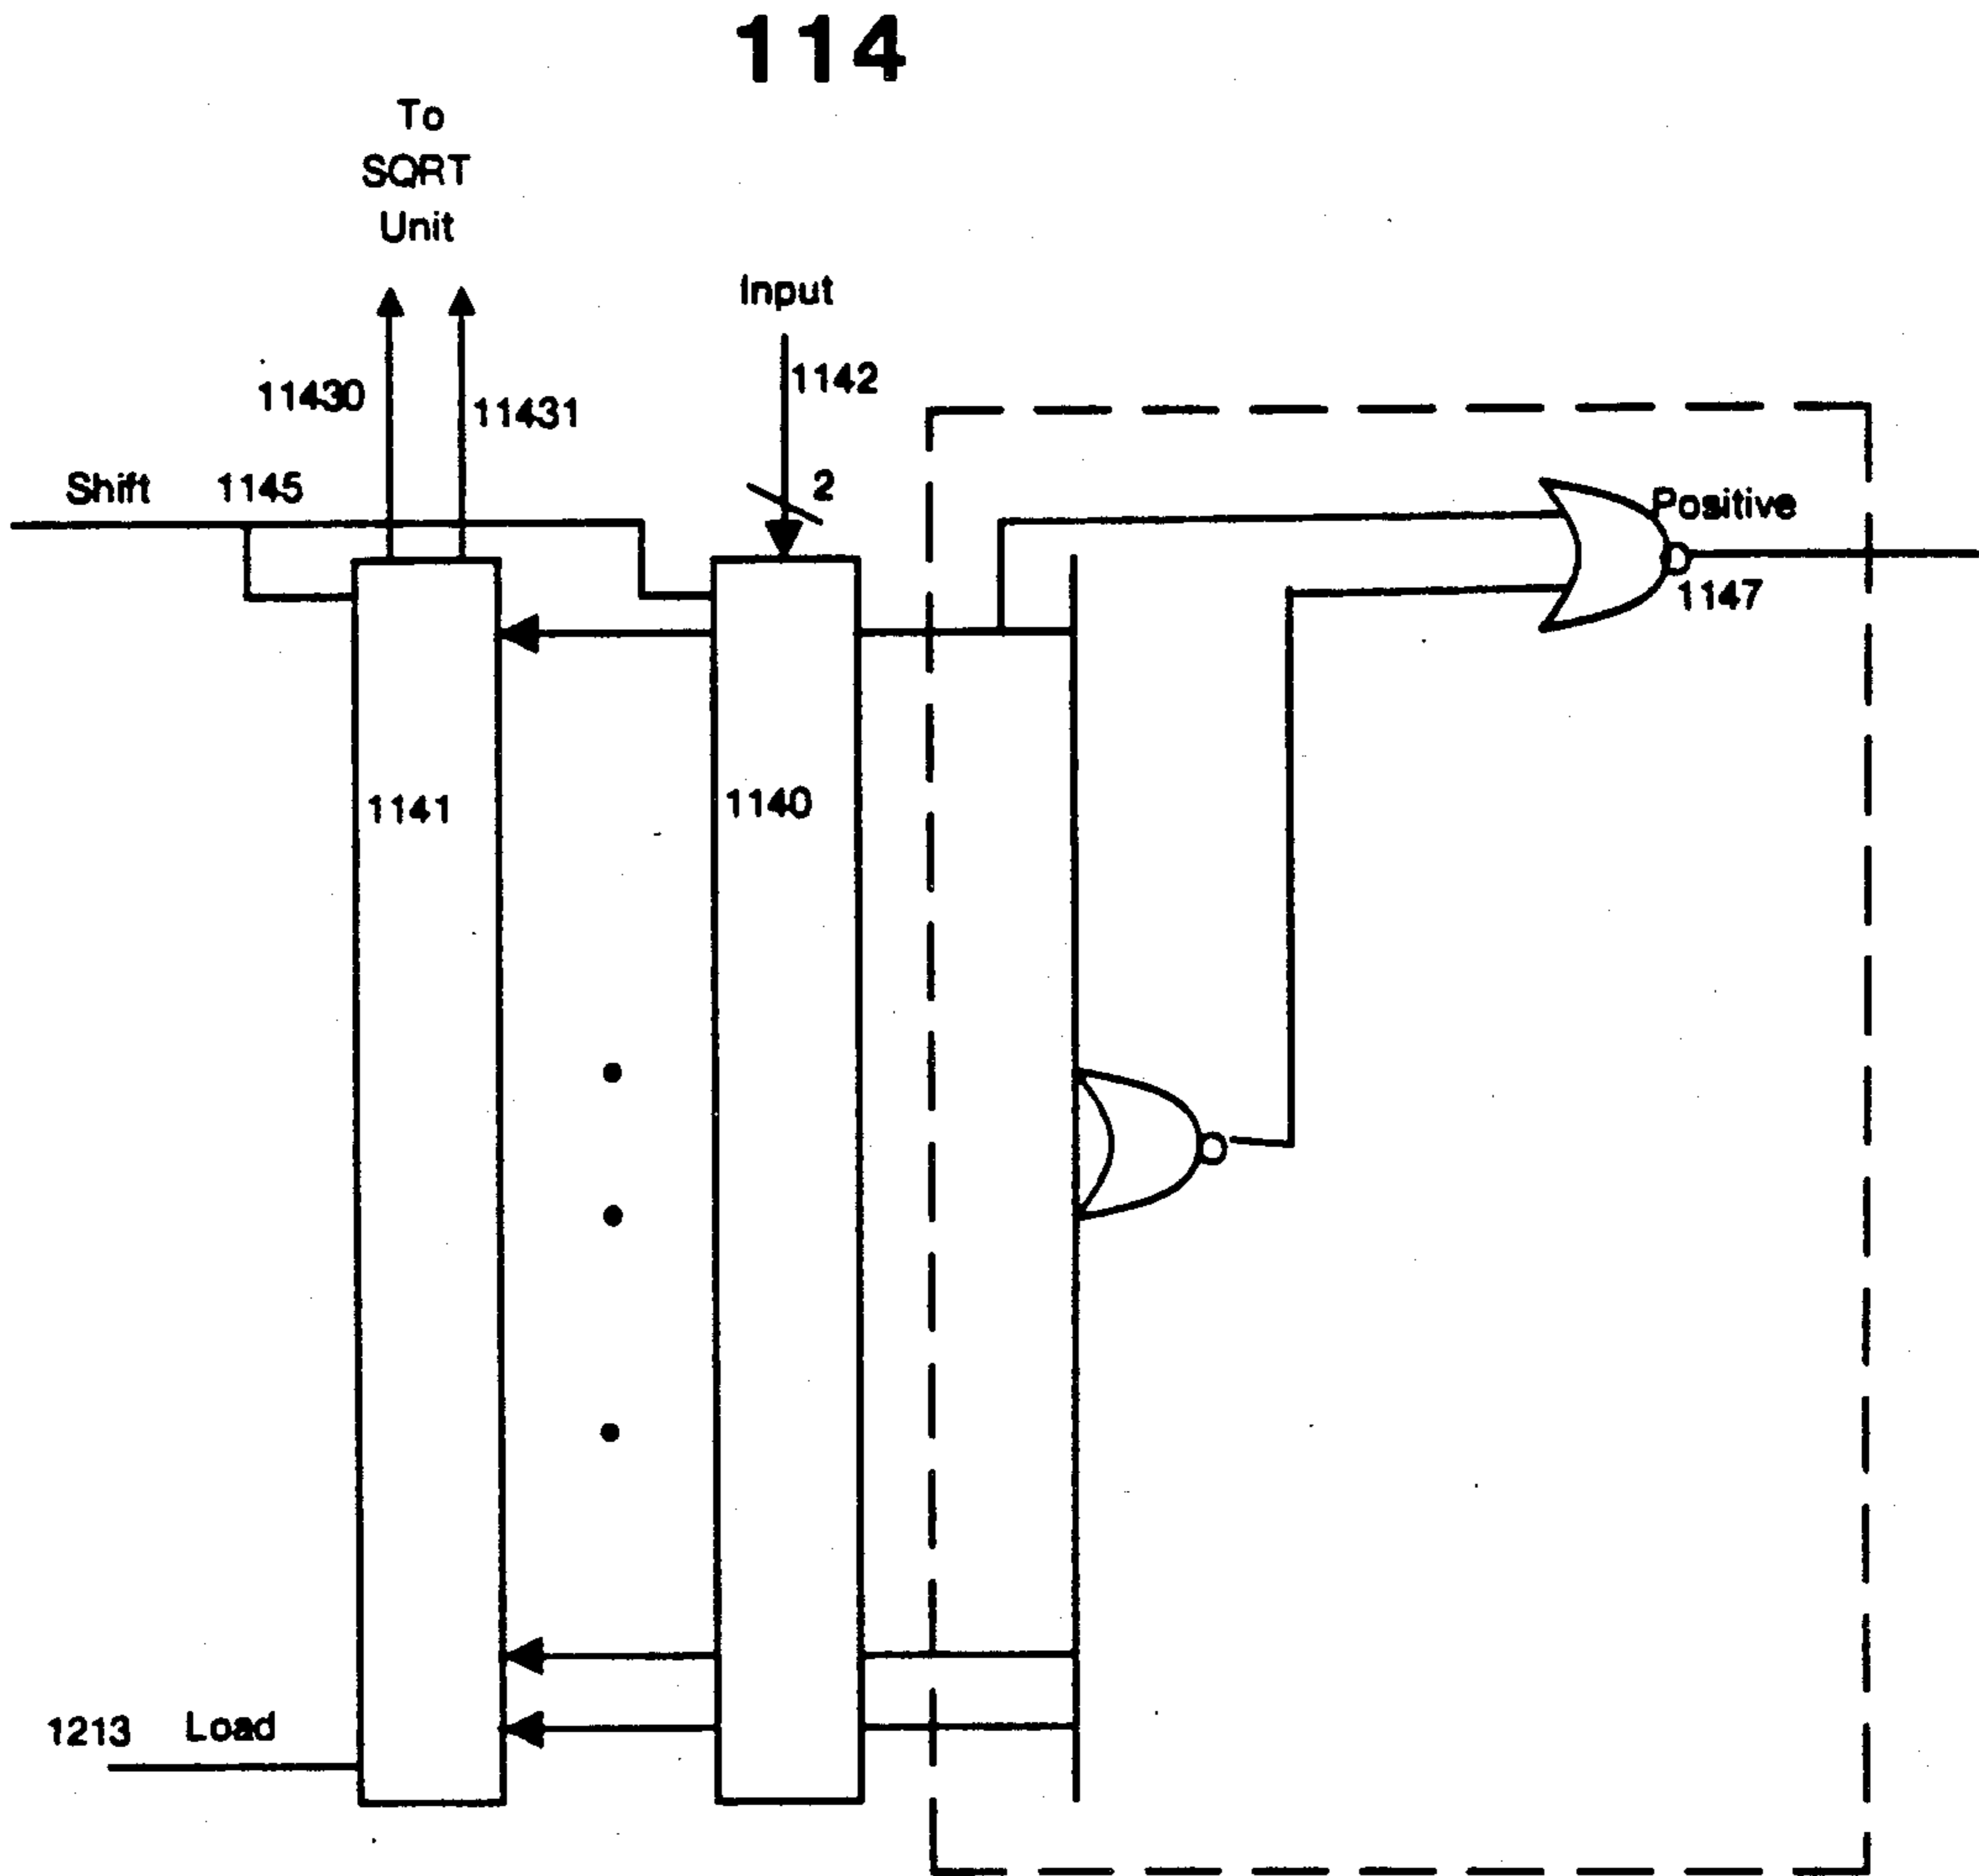 114
To
SQRT
Unit
Input
1142
11430
11431
2
Shift 1145
Positive
1147
1141
1140
1213 Load